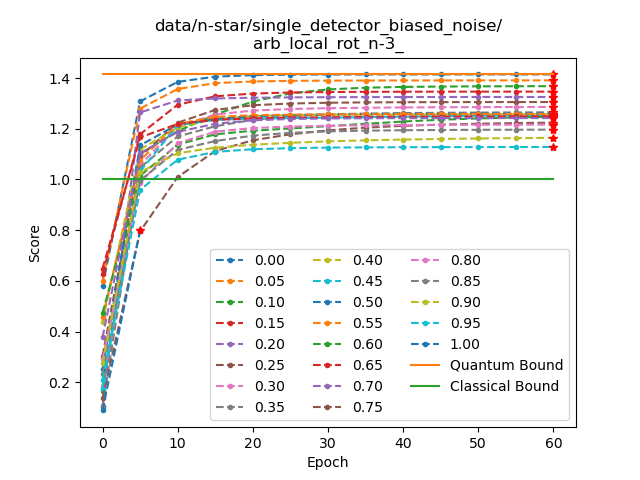 data/n-star/single_detector_biased_noise/
arb_local_rot_n-3_
Score
1.4
1.2
1.0
0.8
0.6
0.4
0.2
0 10 20 30 40 50 60
Epoch
0.00 0.40 0.80
0.05 0.45 0.85
0.10 0.50 0.90
0.15 0.55 0.95
0.20 0.60 1.00
0.25 0.65 Quantum Bound
0.30 0.70 Classical Bound
0.35 0.75